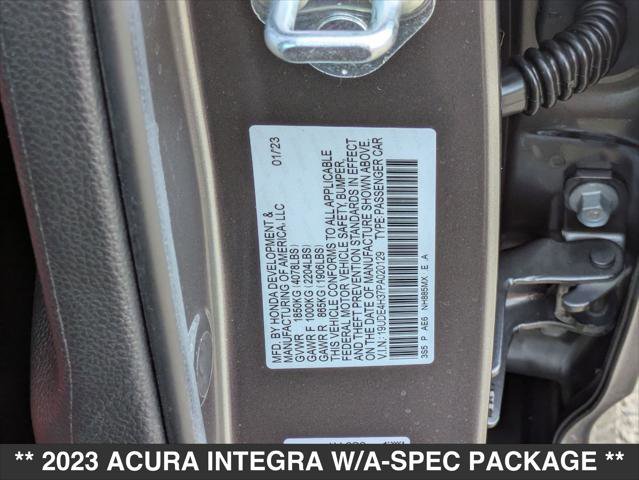 MFD. BY HONDA DEVELOPMENT &
MANUFACTURING OF AMERICA, LLC 01/23
GVWR 1850KG (4078LBS)
GAWR F 1000KG (2204LBS)
GAWR R 865KG (1906LBS)
THIS VEHICLE CONFORMS TO ALL APPLICABLE
FEDERAL MOTOR VEHICLE SAFETY, BUMPER,
AND THEFT PREVENTION STANDARDS IN EFFECT
ON THE DATE OF MANUFACTURE SHOWN ABOVE.
V.I.N.: 19UDE4H37PA020129 TYPE:PASSENGER CAR
3S5 P AE6 NH885MX E A
** 2023 ACURA INTEGRA W/A-SPEC PACKAGE **